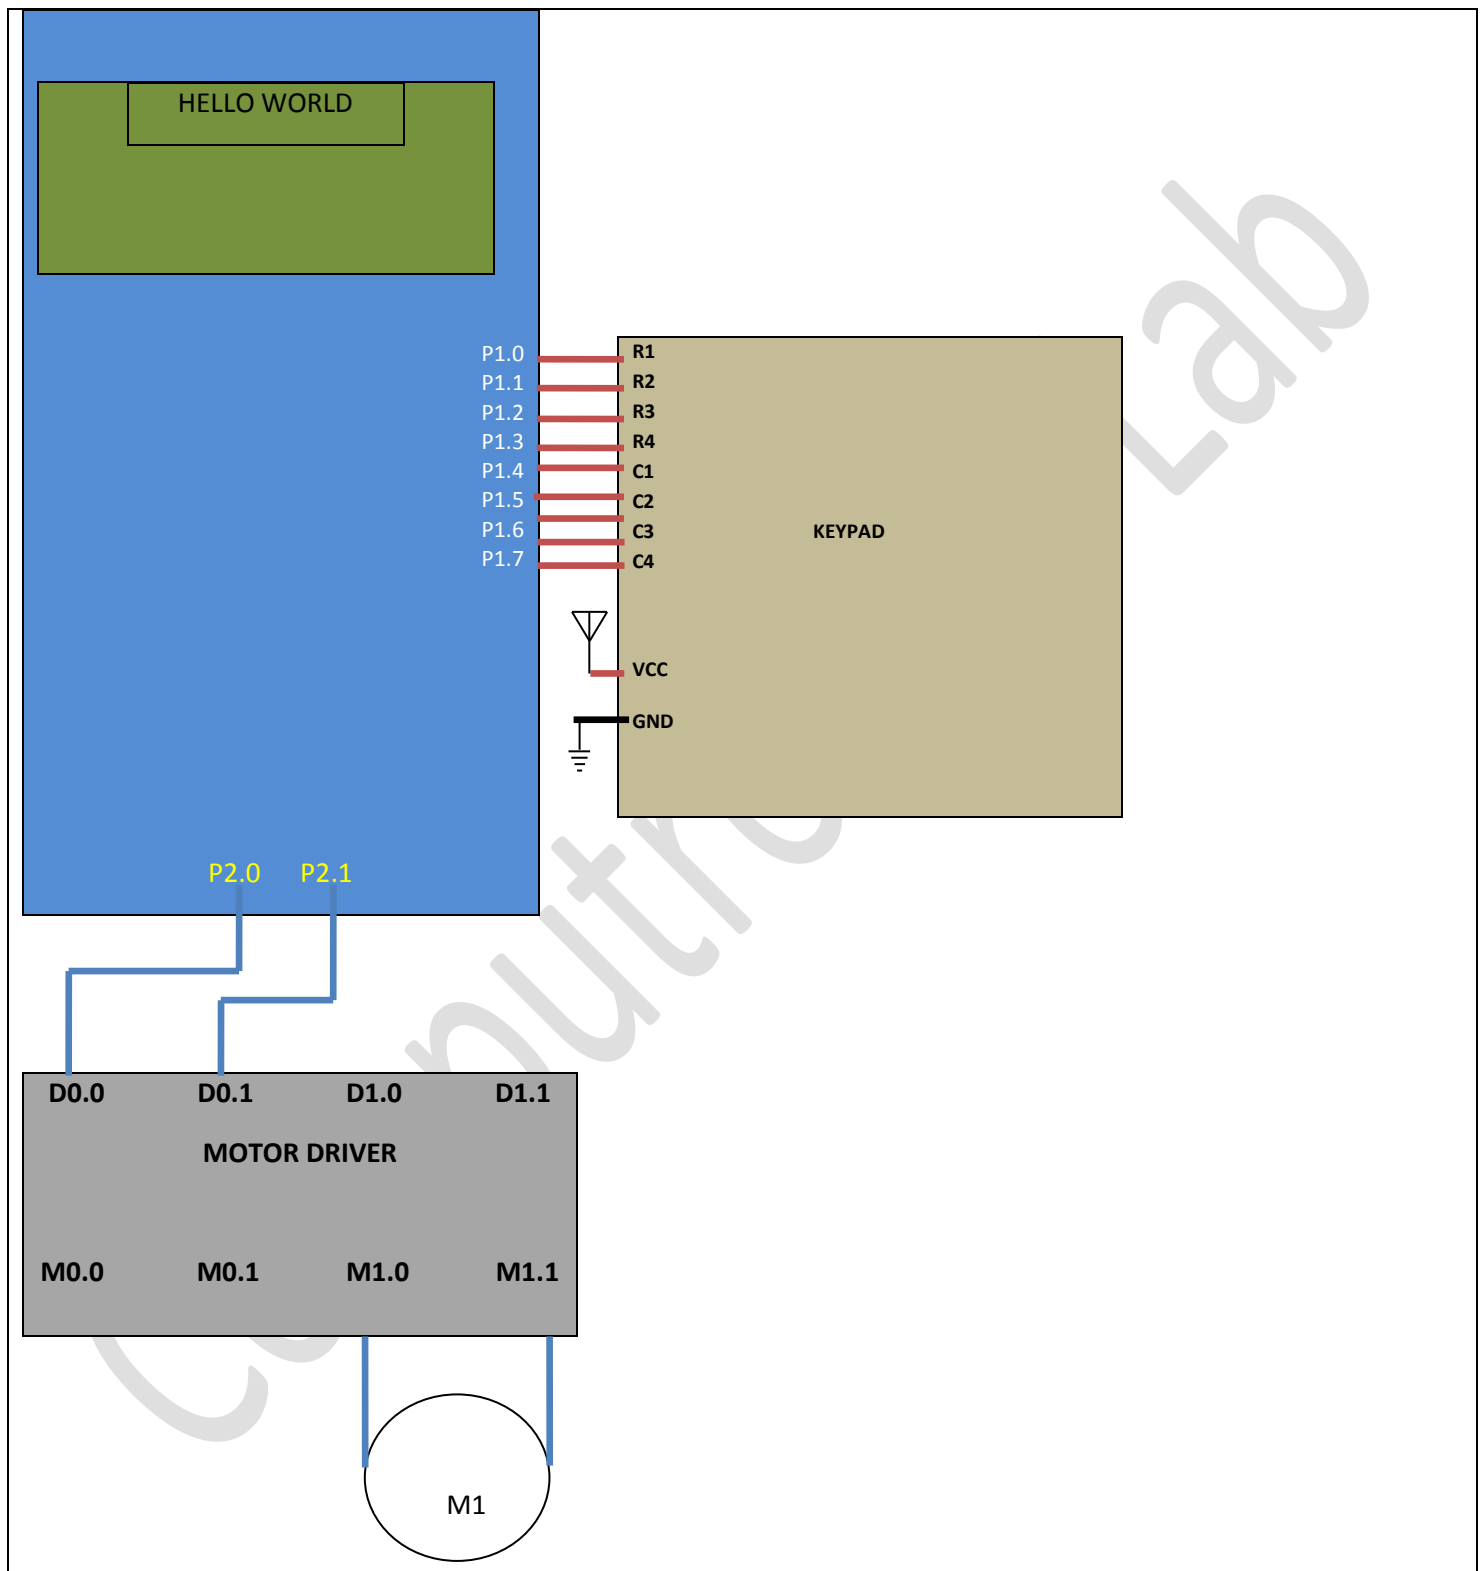 HELLO WORLD
P1.0
P1.1
P1.2
P1.3
P1.4
P1.5
P1.6
P1.7
R1
R2
R3
R4
C1
C2
C3
C4
KEYPAD
VCC
GND
P2.0 P2.1
D0.0 D0.1 D1.0 D1.1
MOTOR DRIVER
M0.0 M0.1 M1.0 M1.1
M1
Lab